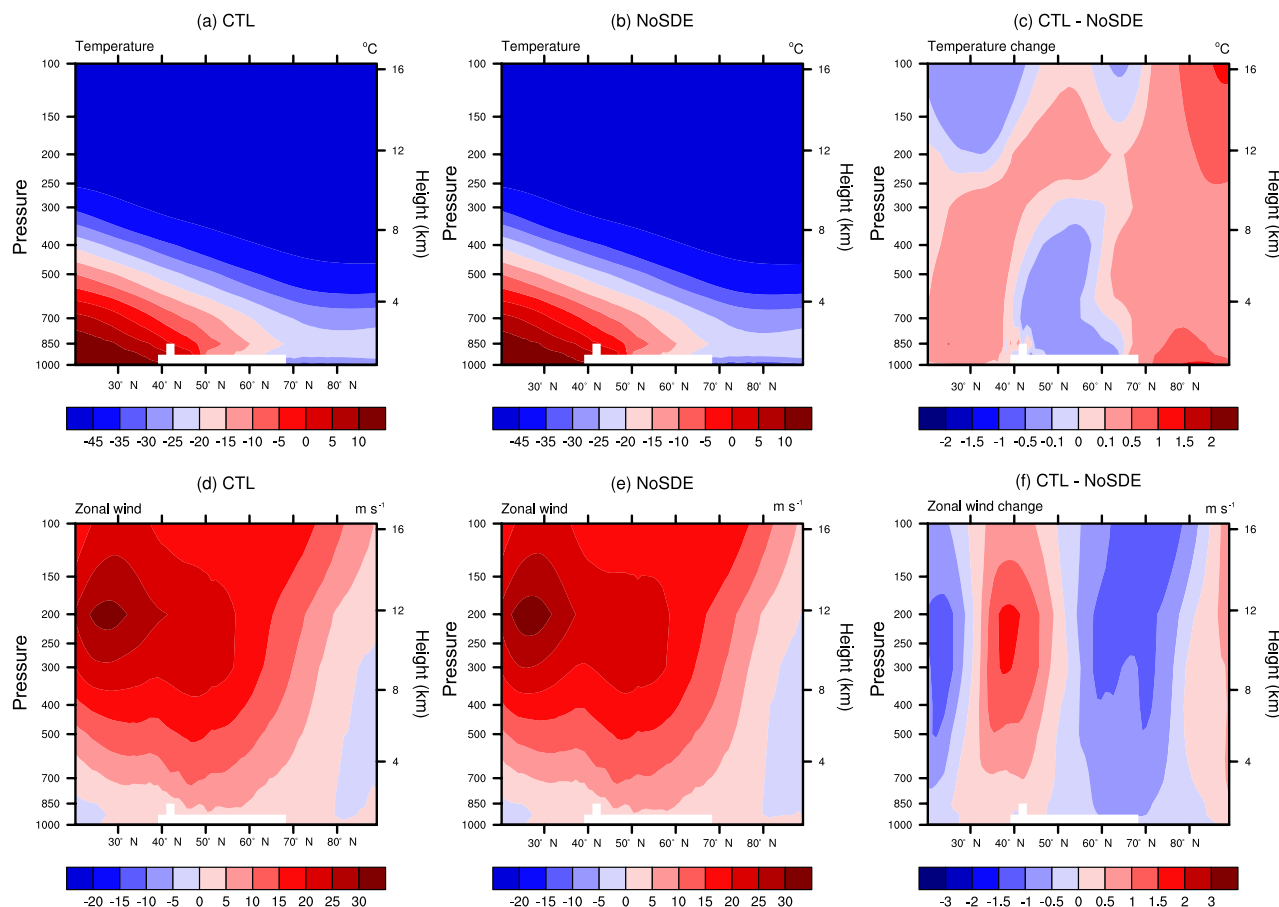 (a) CTL
(b) NoSDE
(c) CTL - NoSDE
Temperature °C
Temperature °C
Temperature change °C
100 150 200 250 300 400 500 700 850 1000
Pressure
16 12 8 4
Height (km)
100 150 200 250 300 400 500 700 850 1000
Pressure
16 12 8 4
Height (km)
100 150 200 250 300 400 500 700 850 1000
Pressure
16 12 8 4
Height (km)
30° N 40° N 50° N 60° N 70° N 80° N
30° N 40° N 50° N 60° N 70° N 80° N
30° N 40° N 50° N 60° N 70° N 80° N
-45 -35 -30 -25 -20 -15 -10 -5 0 5 10
-45 -35 -30 -25 -20 -15 -10 -5 0 5 10
-2 -1.5 -1 -0.5 -0.1 0 0.1 0.5 1 1.5 2
(d) CTL
(e) NoSDE
(f) CTL - NoSDE
Zonal wind m s⁻¹
Zonal wind m s⁻¹
Zonal wind change m s⁻¹
100 150 200 250 300 400 500 700 850 1000
Pressure
16 12 8 4
Height (km)
100 150 200 250 300 400 500 700 850 1000
Pressure
16 12 8 4
Height (km)
100 150 200 250 300 400 500 700 850 1000
Pressure
16 12 8 4
Height (km)
30° N 40° N 50° N 60° N 70° N 80° N
30° N 40° N 50° N 60° N 70° N 80° N
30° N 40° N 50° N 60° N 70° N 80° N
-20 -15 -10 -5 0 5 10 15 20 25 30
-20 -15 -10 -5 0 5 10 15 20 25 30
-3 -2 -1.5 -1 -0.5 0 0.5 1 1.5 2 3